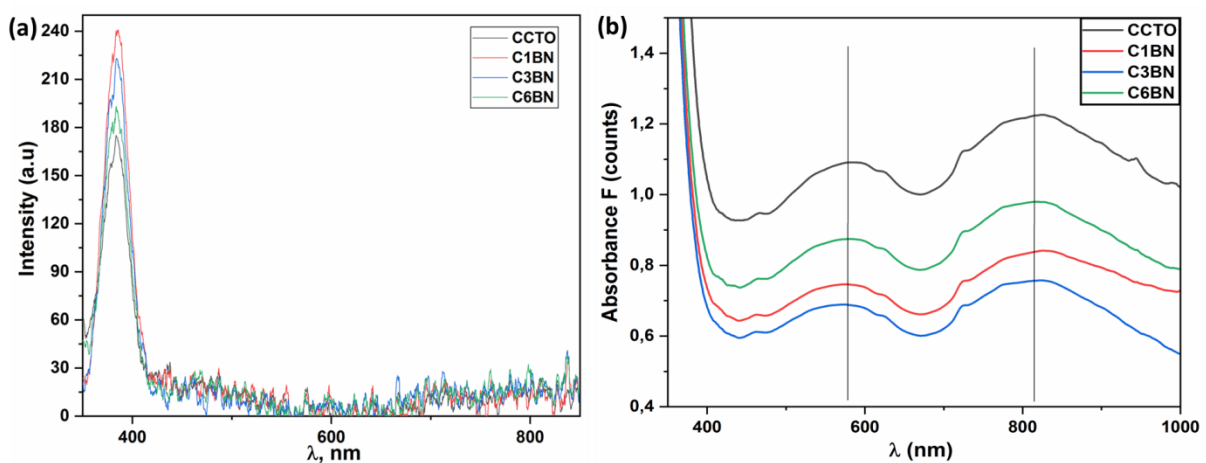 (a)
CCTO
C1BN
C3BN
C6BN
Intensity (a.u)
240
210
180
150
120
90
60
30
0
400
500
600
700
800
λ, nm
(b)
CCTO
C1BN
C3BN
C6BN
Absorbance F (counts)
1,4
1,2
1,0
0,8
0,6
0,4
400
600
800
1000
λ (nm)